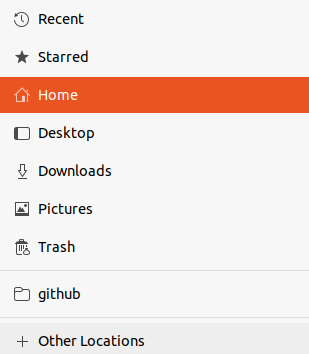 Recent
Starred
Home
Desktop
Downloads
Pictures
Trash
github
Other Locations